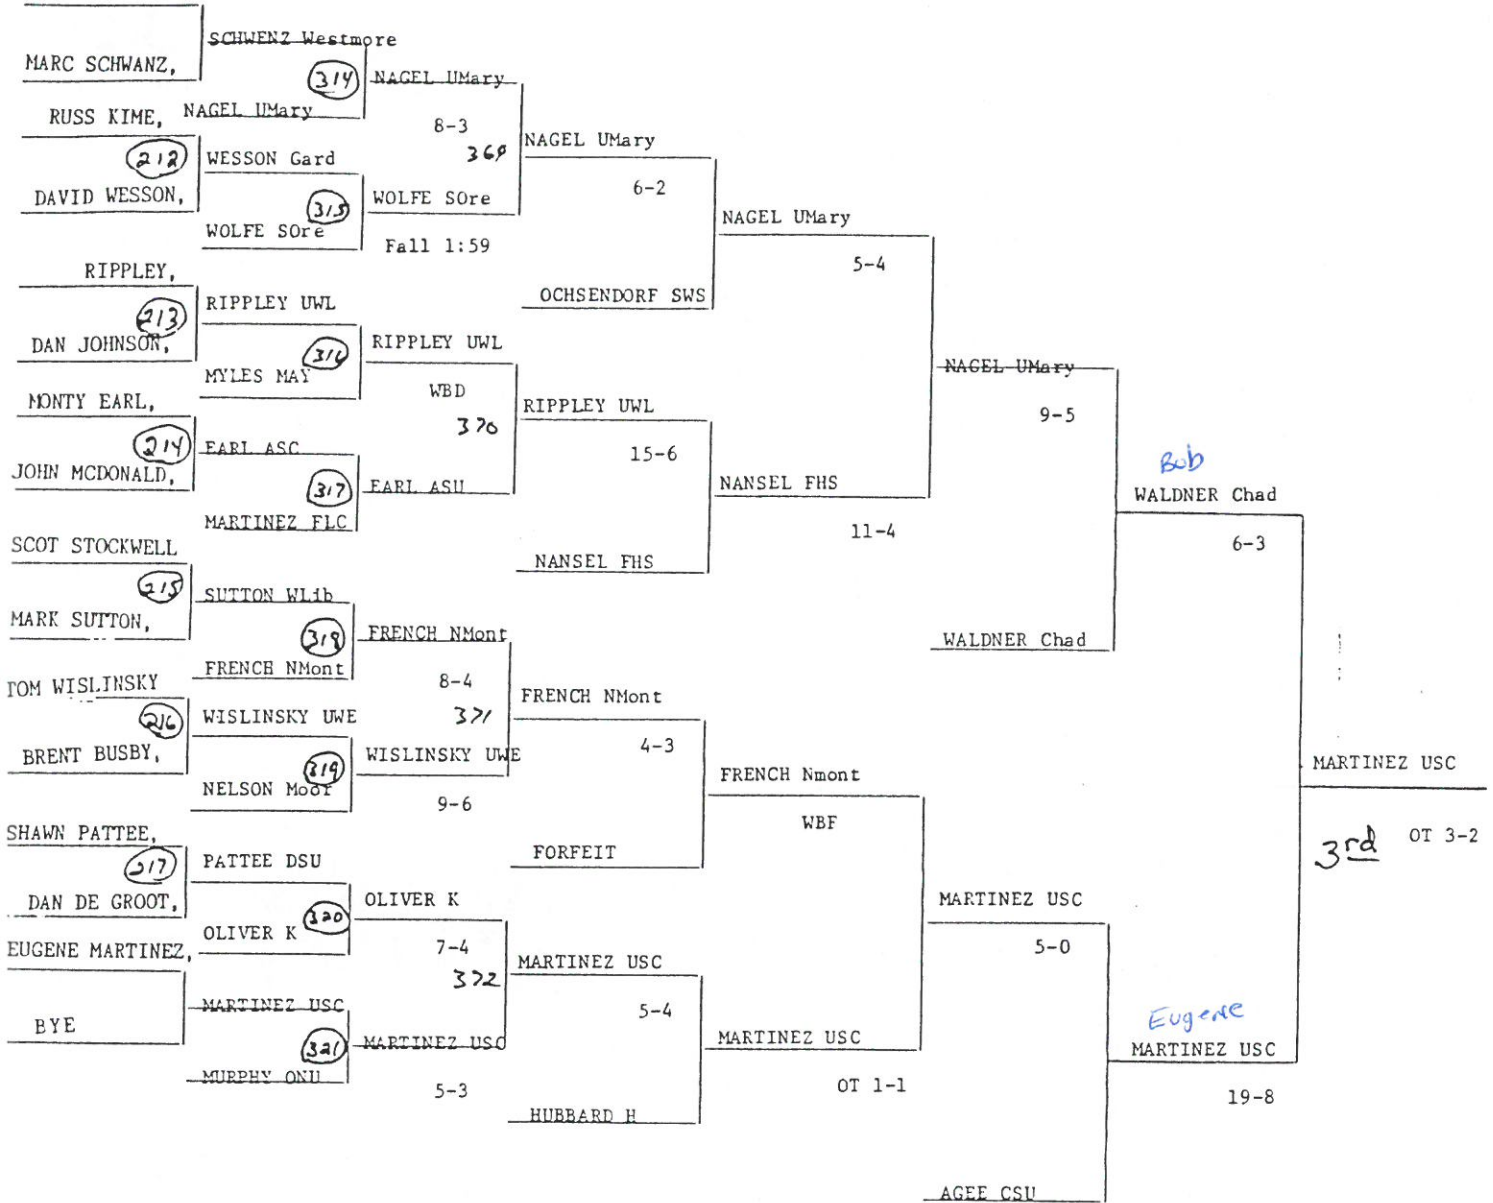 SCHWENZ Westmore
MARC SCHWANZ,
314
NAGEL UMary
RUSS KIME,
NAGEL UMary
8-3
369
NAGEL UMary
212
WESSON Gard
6-2
DAVID WESSON,
315
WOLFE SOre
WOLFE SOre
Fall 1:59
NAGEL UMary
5-4
RIPPLEY,
OCHSENDORF SWS
213
RIPPLEY UWL
DAN JOHNSON,
316
RIPPLEY UWL
MYLES MAY
WBD
NAGEL UMary
9-5
MONTY EARL,
370
RIPPLEY UWL
15-6
214
EARL ASC
JOHN MCDONALD,
317
EARL ASU
NANSEL FHS
11-4
MARTINEZ FLC
Bob
WALDNER Chad
6-3
SCOT STOCKWELL
NANSEL FHS
215
SUTTON WLib
MARK SUTTON,
318
FRENCH NMont
WALDNER Chad
FRENCH NMont
8-4
TOM WISLINSKY
371
FRENCH NMont
4-3
216
WISLINSKY UWE
BRENT BUSBY,
319
WISLINSKY UWE
MARTINEZ USC
NELSON Moor
9-6
FRENCH Nmont
WBF
SHAWN PATTEE,
3rd
OT 3-2
217
PATTEE DSU
FORFEIT
DAN DE GROOT,
320
OLIVER K
MARTINEZ USC
5-0
OLIVER K
7-4
EUGENE MARTINEZ,
372
MARTINEZ USC
5-4
MARTINEZ USC
BYE
321
MARTINEZ USC
MARTINEZ USC
OT 1-1
Eugene
MARTINEZ USC
19-8
MURPHY ONU
5-3
HUBBARD H
AGEE CSU